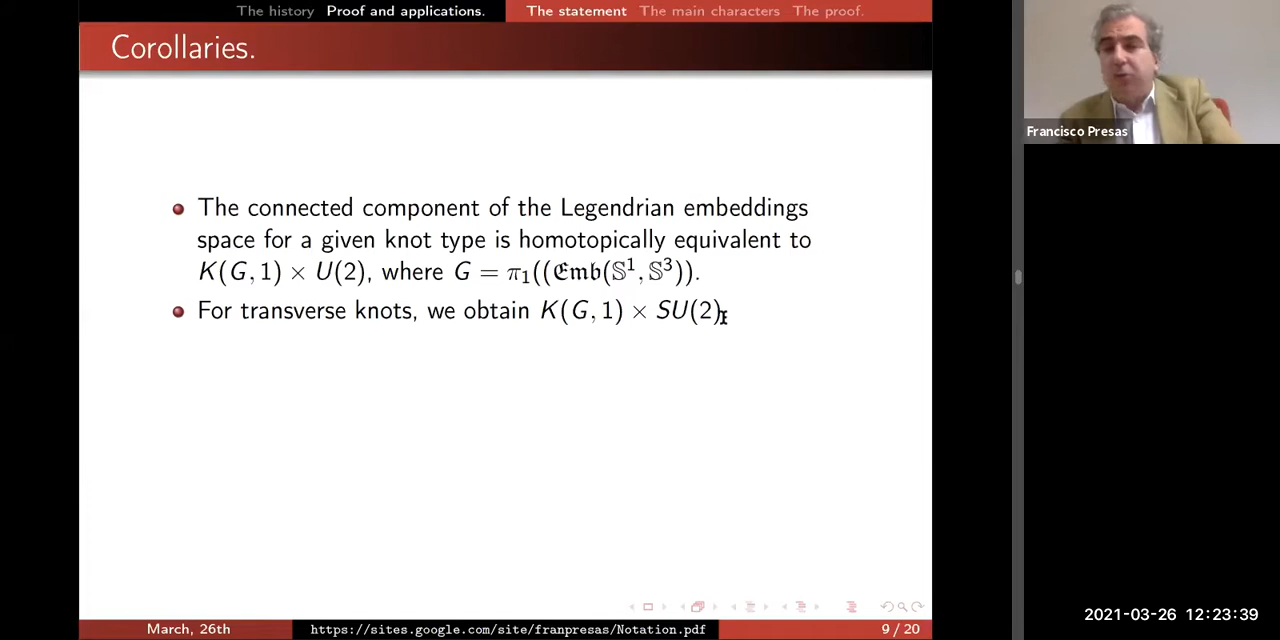 The history Proof and applications. The statement The main characters The proof.
Corollaries.
The connected component of the Legendrian embeddings
space for a given knot type is homotopically equivalent to
K(G, 1) × U(2), where G = π₁((𝔈𝔪𝔟(𝕊¹, 𝕊³)).
For transverse knots, we obtain K(G, 1) × SU(2).
Francisco Presas
March, 26th https://sites.google.com/site/franpresas/Notation.pdf 9 / 20
2021-03-26 12:23:39